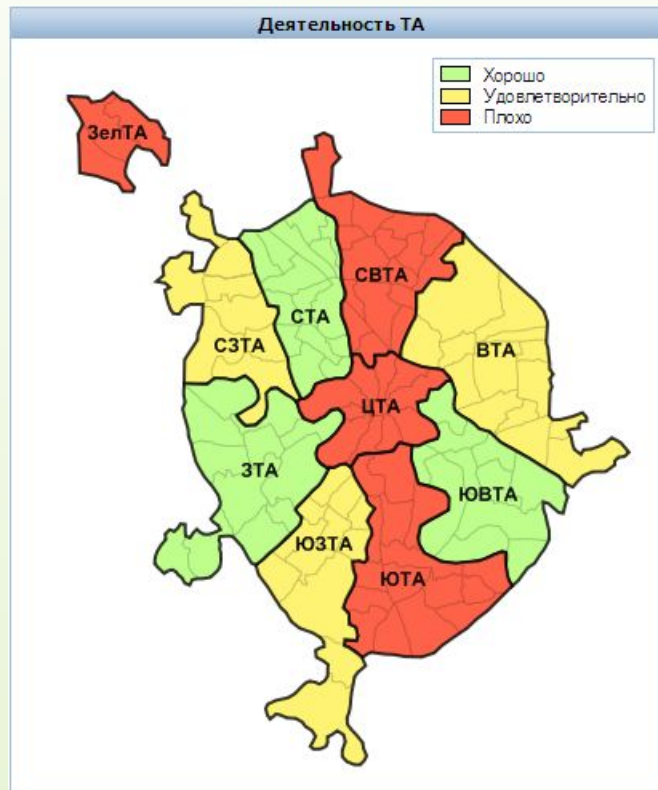 Деятельность ТА
Хорошо
Удовлетворительно
Плохо
ЗелТА
СВТА
СТА
СЗТА
ВТА
ЦТА
ЗТА
ЮВТА
ЮЗТА
ЮТА